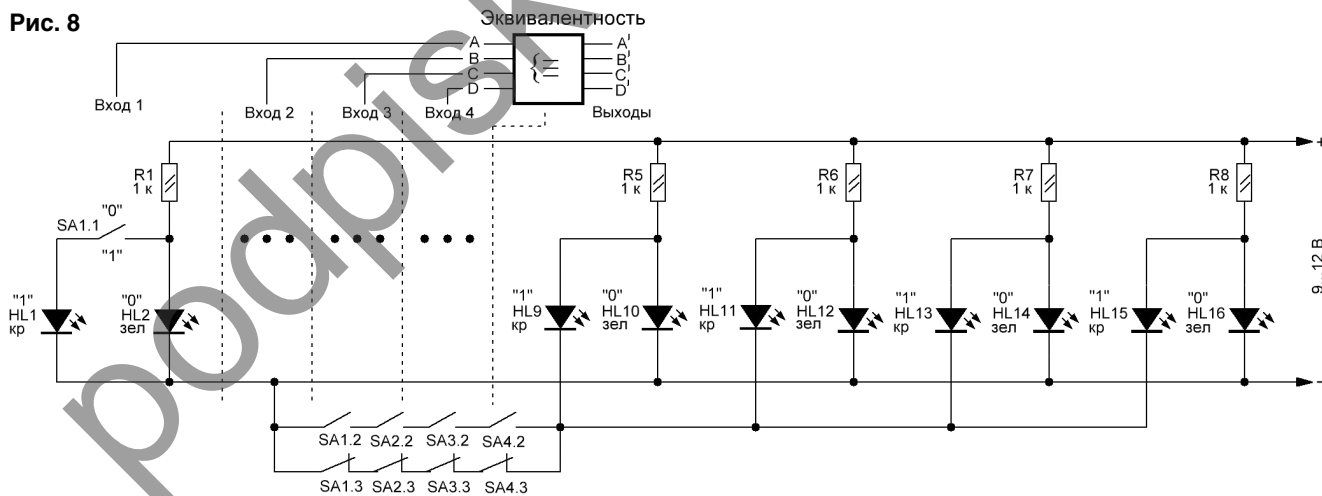 Рис. 8
Эквивалентность
A
B
C
D
A'
B'
C'
D'
Вход 1
Вход 2
Вход 3
Вход 4
Выходы
+
R1
1 к
R5
1 к
R6
1 к
R7
1 к
R8
1 к
SA1.1
"0"
"1"
9...12 В
"1"
HL1
кр
"0"
HL2
зел
"1"
HL9
кр
"0"
HL10
зел
"1"
HL11
кр
"0"
HL12
зел
"1"
HL13
кр
"0"
HL14
зел
"1"
HL15
кр
"0"
HL16
зел
–
SA1.2
SA2.2
SA3.2
SA4.2
SA1.3
SA2.3
SA3.3
SA4.3
podpisk